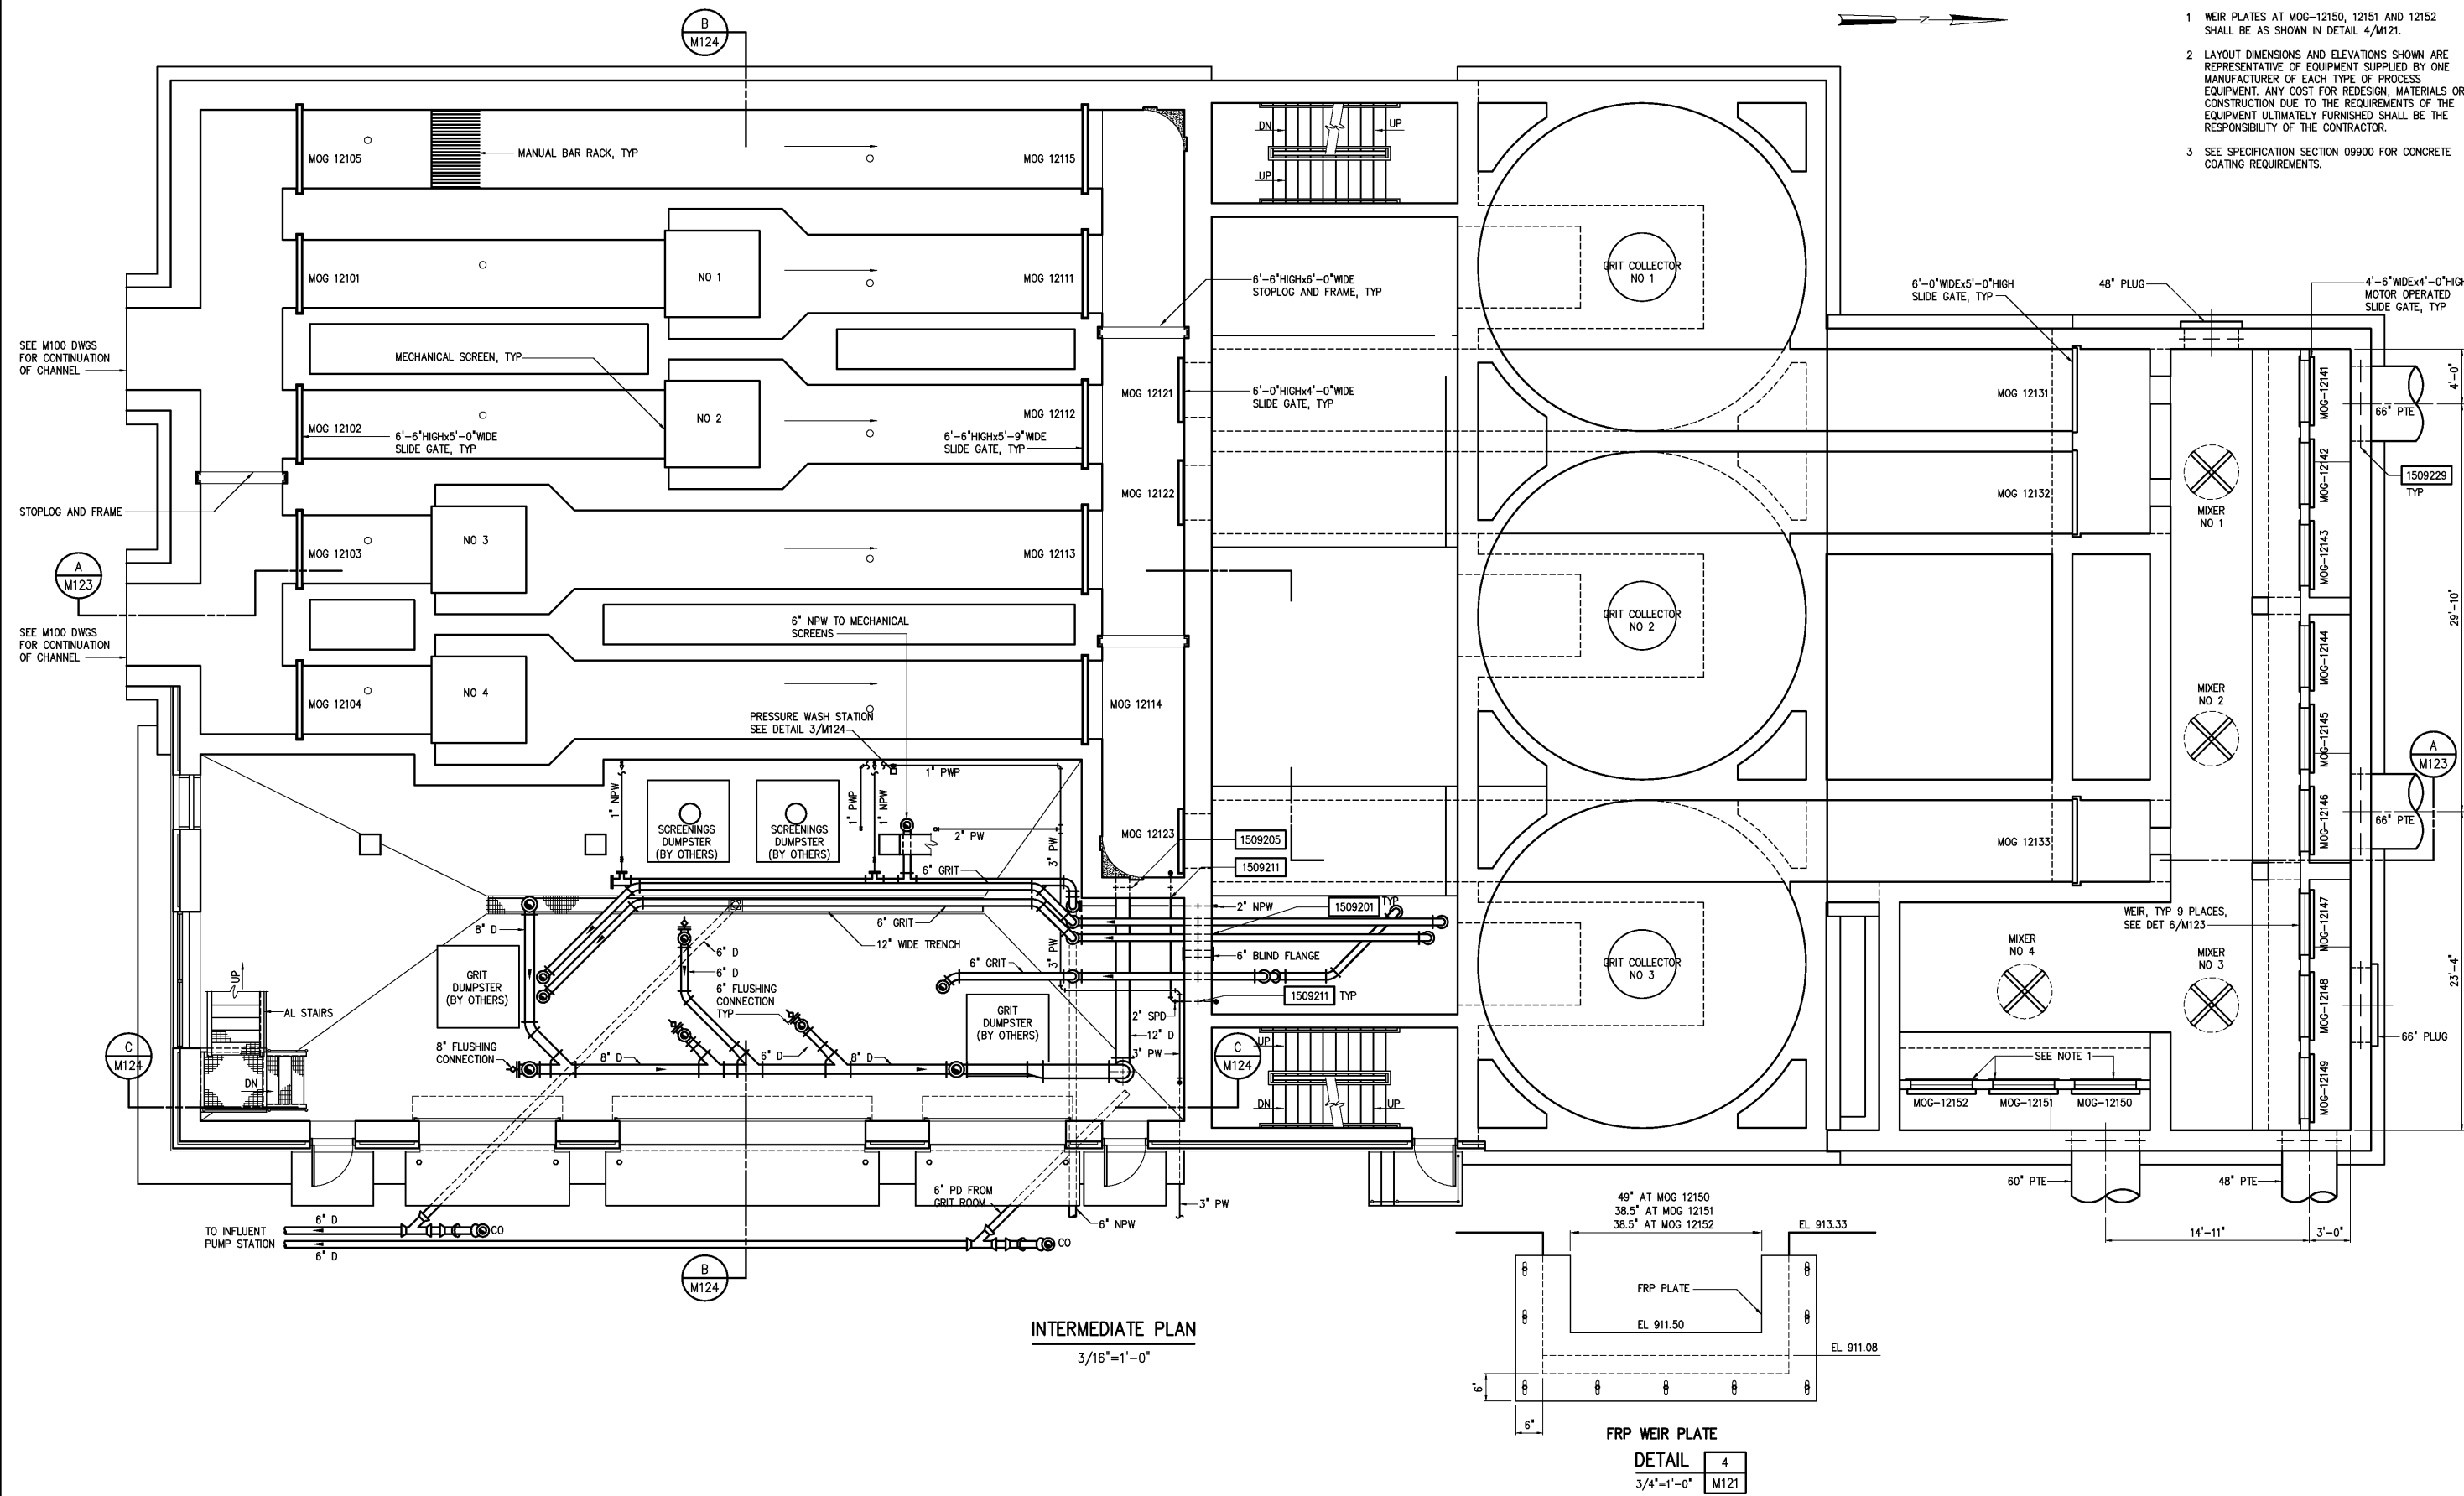 B
M124
N
1 WEIR PLATES AT MOG-12150, 12151 AND 12152
SHALL BE AS SHOWN IN DETAIL 4/M121.
2 LAYOUT DIMENSIONS AND ELEVATIONS SHOWN ARE
REPRESENTATIVE OF EQUIPMENT SUPPLIED BY ONE
MANUFACTURER OF EACH TYPE OF PROCESS
EQUIPMENT. ANY COST FOR REDESIGN, MATERIALS OR
CONSTRUCTION DUE TO THE REQUIREMENTS OF THE
EQUIPMENT ULTIMATELY FURNISHED SHALL BE THE
RESPONSIBILITY OF THE CONTRACTOR.
3 SEE SPECIFICATION SECTION 09900 FOR CONCRETE
COATING REQUIREMENTS.
MOG 12105
MANUAL BAR RACK, TYP
MOG 12115
DN
UP
UP
MOG 12101
NO 1
MOG 12111
6'-6"HIGHx6'-0"WIDE
STOPLOG AND FRAME, TYP
GRIT COLLECTOR
NO 1
6'-0"WIDEx5'-0"HIGH
SLIDE GATE, TYP
48" PLUG
4'-6"WIDEx4'-0"HIGH
MOTOR OPERATED
SLIDE GATE, TYP
SEE M100 DWGS
FOR CONTINUATION
OF CHANNEL
MECHANICAL SCREEN, TYP
MOG 12121
6'-0"HIGHx4'-0"WIDE
SLIDE GATE, TYP
MOG 12131
MOG-12141
66" PTE
4'-0"
MOG 12102
6'-6"HIGHx5'-0"WIDE
SLIDE GATE, TYP
NO 2
MOG 12112
6'-6"HIGHx5'-9"WIDE
SLIDE GATE, TYP
MOG-12142
1509229
TYP
STOPLOG AND FRAME
MOG 12122
MOG 12132
MIXER
NO 1
MOG 12103
NO 3
MOG 12113
MOG-12143
A
M123
6" NPW TO MECHANICAL
SCREENS
GRIT COLLECTOR
NO 2
29'-10"
SEE M100 DWGS
FOR CONTINUATION
OF CHANNEL
MOG-12144
MOG 12104
NO 4
MOG 12114
PRESSURE WASH STATION
SEE DETAIL 3/M124
MIXER
NO 2
MOG-12145
A
M123
1" NPW
SCREENINGS
DUMPSTER
(BY OTHERS)
SCREENINGS
DUMPSTER
(BY OTHERS)
1" PWP
1" PWP
1" NPW
2" PW
3" PW
MOG 12123
1509205
1509211
MOG 12133
MOG-12146
66" PTE
6" GRIT
6" GRIT
12" WIDE TRENCH
2" NPW
1509201
TYP
WEIR, TYP 9 PLACES,
SEE DET 6/M123
MOG-12147
8" D
6" D
6" D
3" PW
6" GRIT
6" BLIND FLANGE
GRIT COLLECTOR
NO 3
MIXER
NO 4
MIXER
NO 3
23'-4"
GRIT
DUMPSTER
(BY OTHERS)
6" FLUSHING
CONNECTION
TYP
1509211
TYP
MOG-12148
UP
AL STAIRS
GRIT
DUMPSTER
(BY OTHERS)
2" SPD
12" D
3" PW
66" PLUG
C
M124
8" FLUSHING
CONNECTION
8" D
6" D
8" D
C
M124
UP
SEE NOTE 1
DN
DN
UP
MOG-12152
MOG-12151
MOG-12150
MOG-12149
6" PD FROM
GRIT ROOM
3" PW
6" NPW
60" PTE
48" PTE
TO INFLUENT
PUMP STATION
6" D
CO
6" D
CO
14'-11"
3'-0"
B
M124
49" AT MOG 12150
38.5" AT MOG 12151
38.5" AT MOG 12152
EL 913.33
FRP PLATE
EL 911.50
EL 911.08
6"
6"
INTERMEDIATE PLAN
3/16"=1'-0"
FRP WEIR PLATE
DETAIL 4
3/4"=1'-0" M121